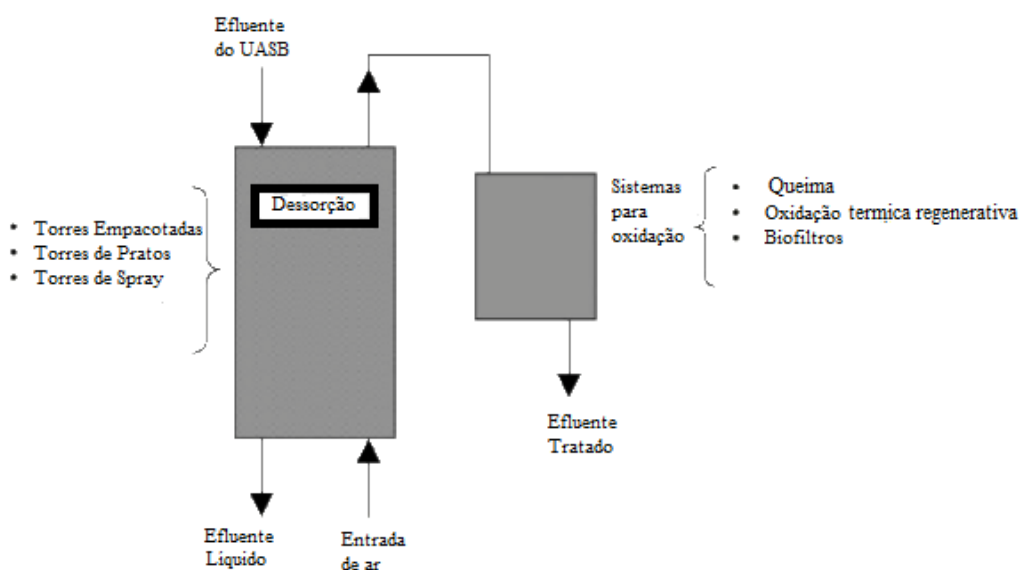 Efluente
do UASB
Dessorção
• Torres Empacotadas
• Torres de Pratos
• Torres de Spray
Sistemas
para
oxidação
• Queima
• Oxidação termica regenerativa
• Biofiltros
Efluente
Tratado
Efluente
Liquido
Entrada
de ar